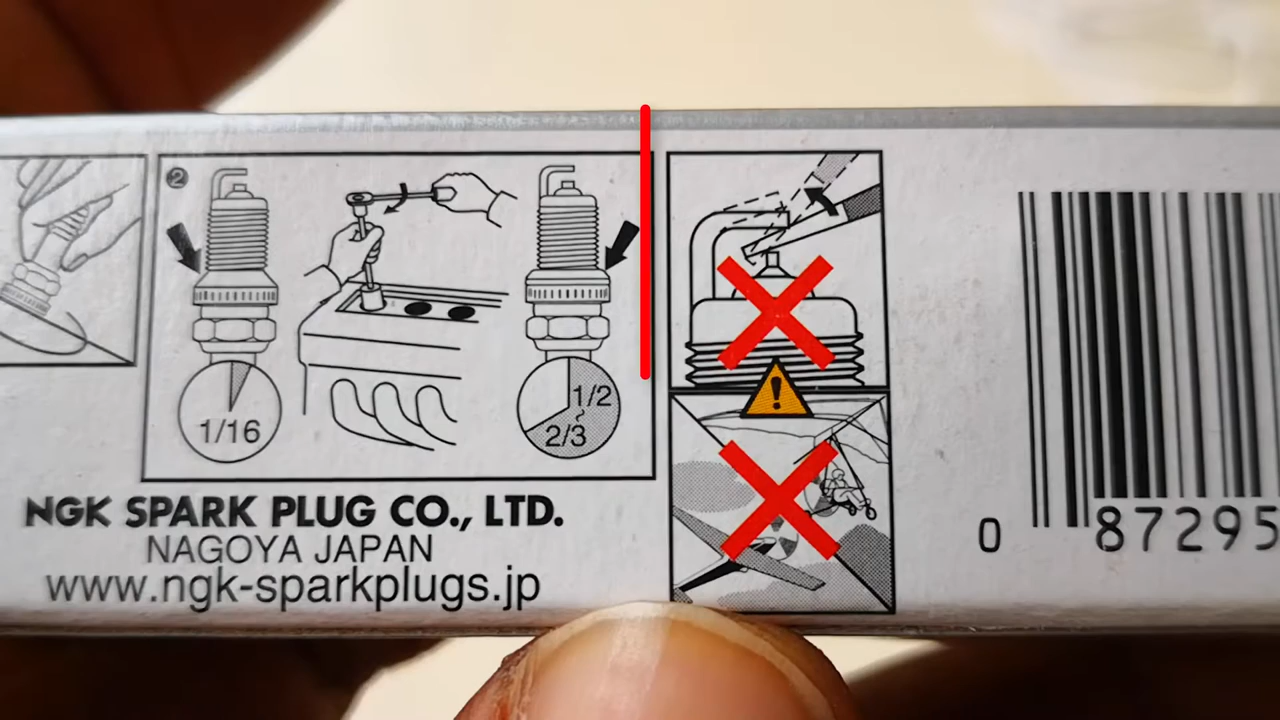 ❷
1/16
1/2
~
2/3
NGK SPARK PLUG CO., LTD.
NAGOYA JAPAN
www.ngk-sparkplugs.jp
!
0 87295